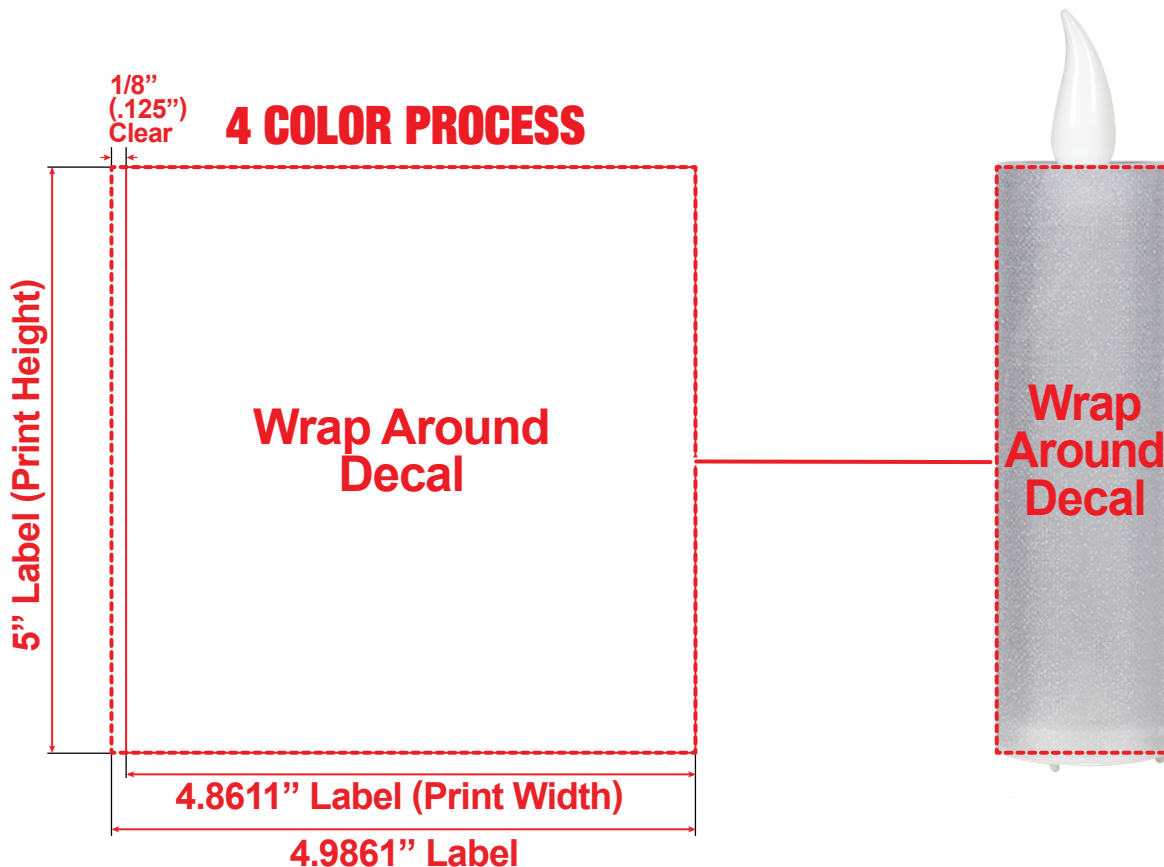 1/8”
(.125”)
Clear
4 COLOR PROCESS
5” Label (Print Height)
Wrap Around
Decal
Wrap
Around
Decal
4.8611” Label (Print Width)
4.9861” Label